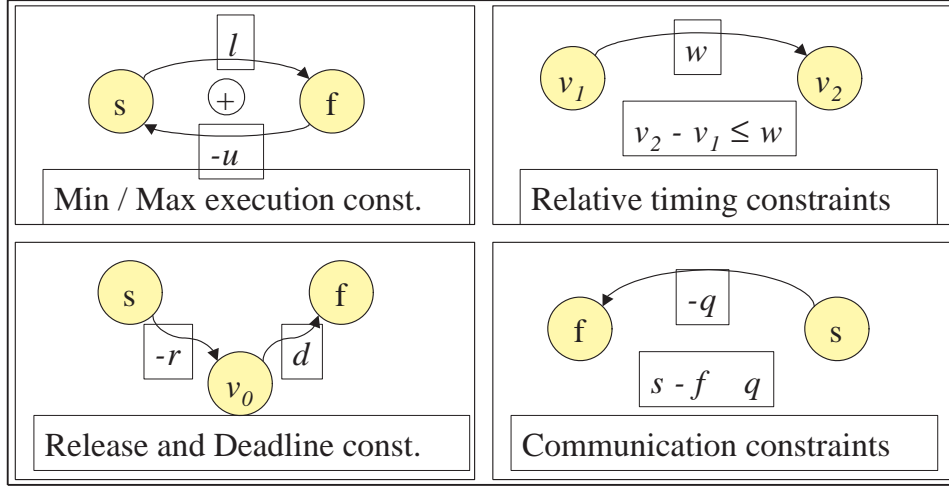 l
s
+
f
-u
Min / Max execution const.
w
v1
v2
v2 - v1 ≤ w
Relative timing constraints
s
f
-r
d
v0
Release and Deadline const.
-q
f
s
s - f q
Communication constraints